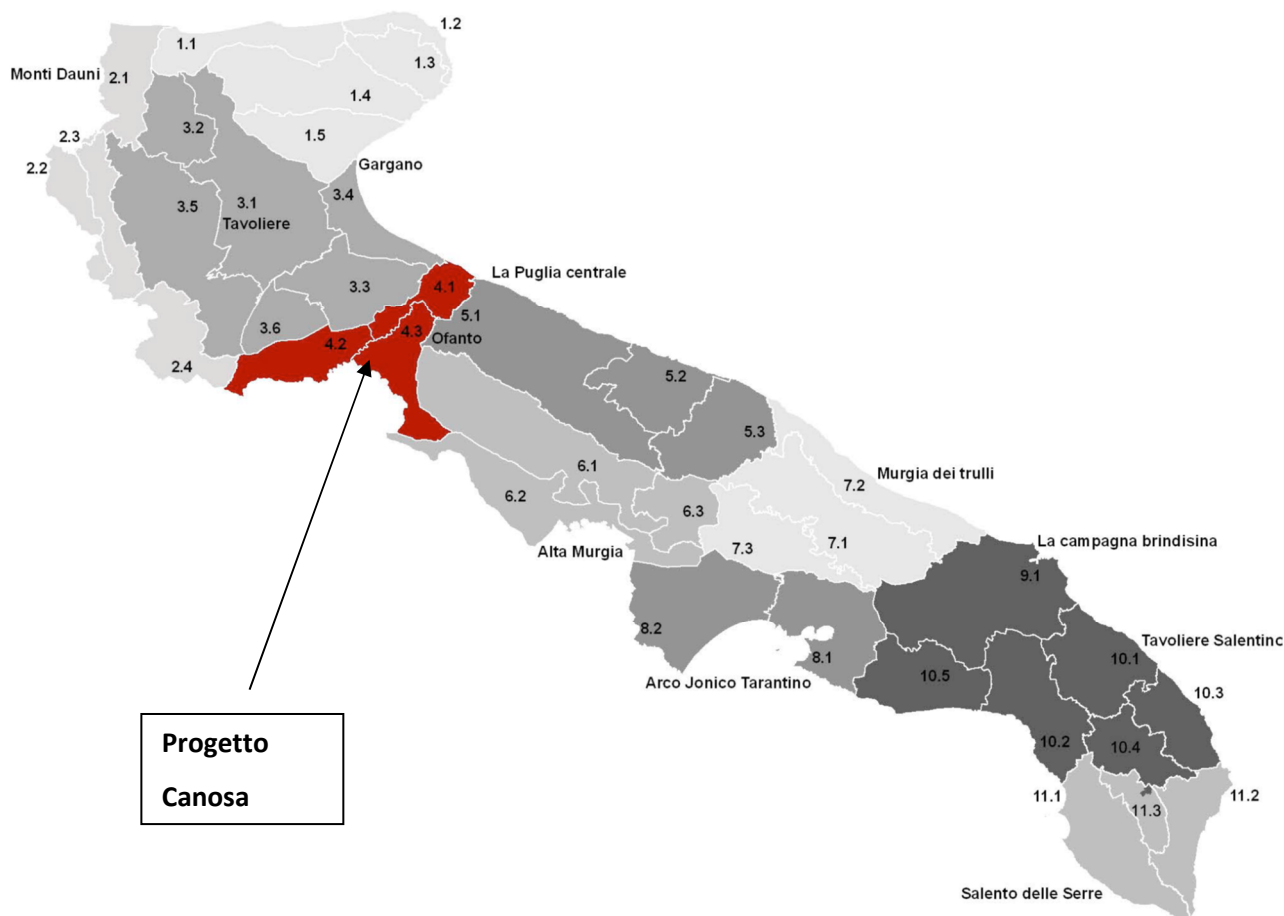 1.2
1.1
1.3
Monti Dauni
2.1
1.4
3.2
1.5
2.3
2.2
Gargano
3.4
3.5
3.1
Tavoliere
La Puglia centrale
3.3
4.1
5.1
3.6
4.3
Ofanto
4.2
2.4
5.2
5.3
6.1
Murgia dei trulli
7.2
6.2
6.3
La campagna brindisina
7.1
Alta Murgia
7.3
9.1
8.2
Tavoliere Salentinc
10.1
8.1
Arco Jonico Tarantino
10.5
10.3
Progetto
Canosa
10.2
10.4
11.1
11.2
11.3
Salento delle Serre